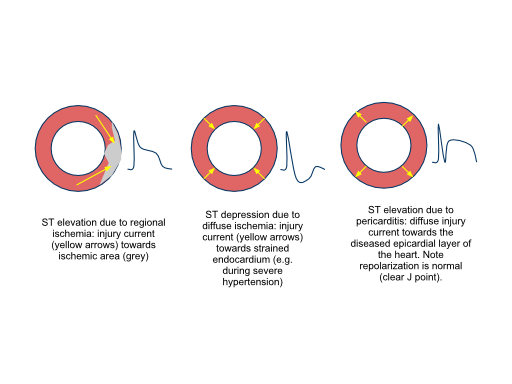 ST elevation due to regional
ischemia: injury current
(yellow arrows) towards
ischemic area (grey)
ST depression due to
diffuse ischemia: injury
current (yellow arrows)
towards strained
endocardium (e.g.
during severe
hypertension)
ST elevation due to
pericarditis: diffuse injury
current towards the
diseased epicardial layer of
the heart. Note
repolarization is normal
(clear J point).